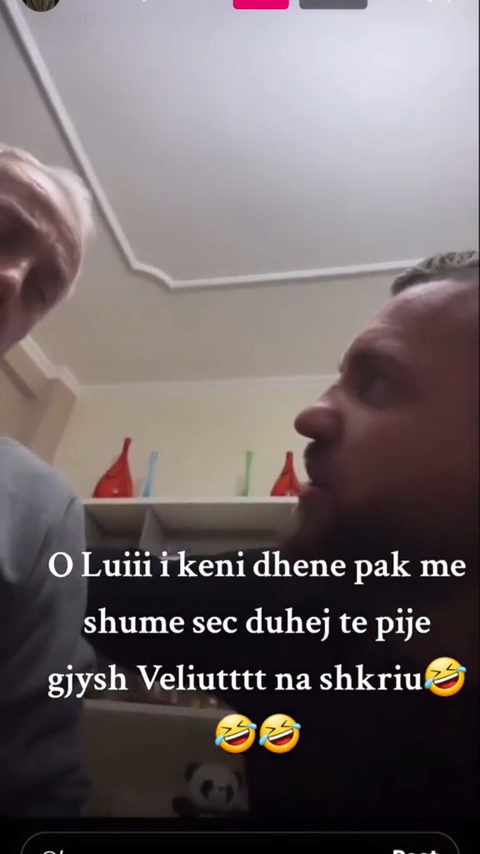 O Luiii i keni dhene pak me
shume sec duhej te pije
gjysh Veliutttt na shkriu🤣
🤣🤣